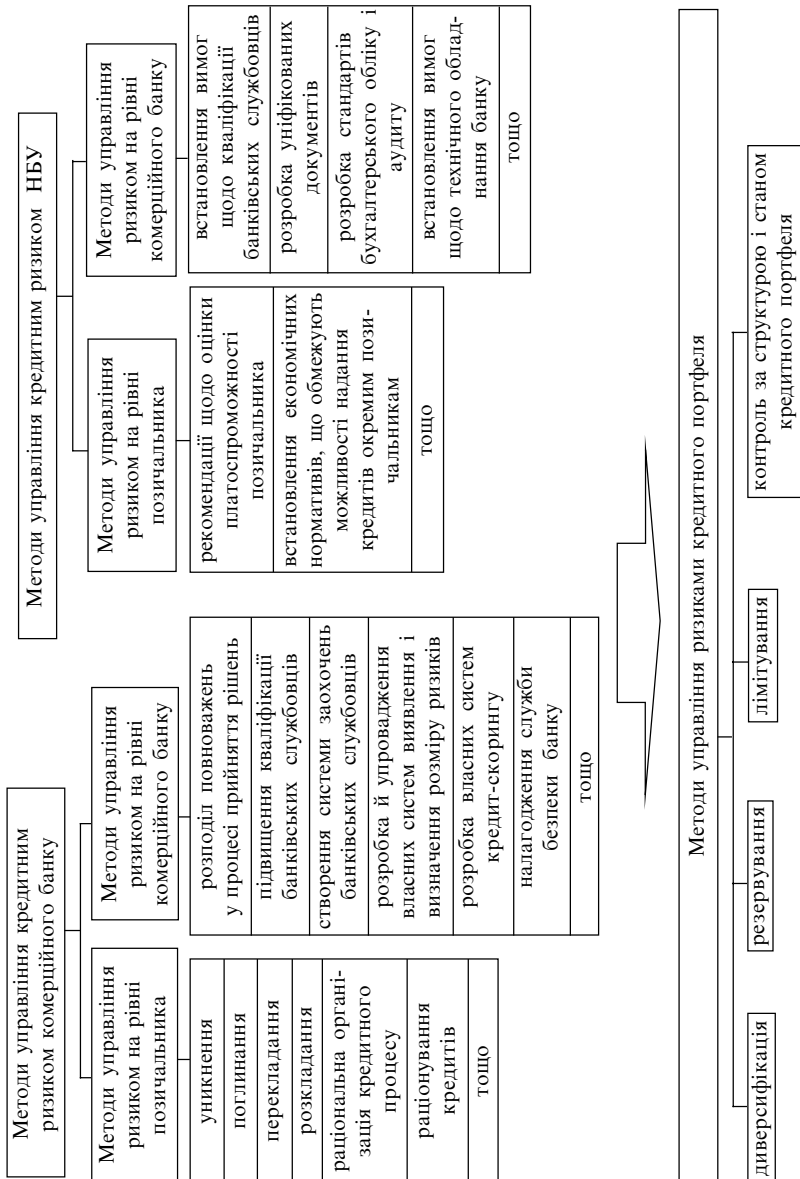 Методи управління кредитним
ризиком комерційного банку
Методи управління
ризиком на рівні
позичальника
уникнення
поглинання
перекладання
розкладання
раціональна органі-
зація кредитного
процесу
раціонування
кредитів
тощо
Методи управління
ризиком на рівні
комерційного банку
розподіл повноважень
у процесі прийняття рішень
підвищення кваліфікації
банківських службовців
створення системи заохочень
банківських службовців
розробка й упровадження
власних систем виявлення і
визначення розміру ризиків
розробка власних систем
кредит-скорингу
налагодження служби
безпеки банку
тощо
Методи управління кредитним ризиком НБУ
Методи управління
ризиком на рівні
позичальника
рекомендації щодо оцінки
платоспроможності
позичальника
встановлення економічних
нормативів, що обмежують
можливості надання
кредитів окремим пози-
чальникам
тощо
Методи управління
ризиком на рівні
комерційного банку
встановлення вимог
щодо кваліфікації
банківських службовців
розробка уніфікованих
документів
розробка стандартів
бухгалтерського обліку і
аудиту
встановлення вимог
щодо технічного облад-
нання банку
тощо
Методи управління ризиками кредитного портфеля
диверсифікація
резервування
лімітування
контроль за структурою і станом
кредитного портфеля